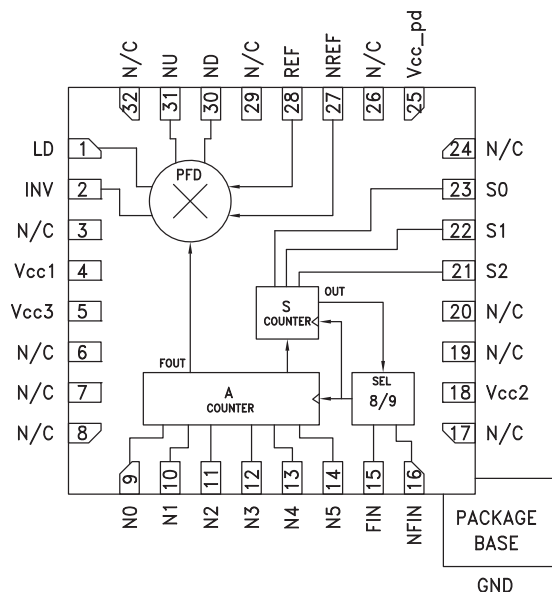 N/C
NU
ND
N/C
REF
NREF
N/C
Vcc_pd
32
31
30
29
28
27
26
25
LD
1
PFD
24
N/C
INV
2
23
S0
N/C
3
22
S1
Vcc1
4
21
S2
Vcc3
5
S
COUNTER
OUT
20
N/C
N/C
6
FOUT
19
N/C
N/C
7
A
COUNTER
SEL
8/9
18
Vcc2
N/C
8
17
N/C
9
10
11
12
13
14
15
16
N0
N1
N2
N3
N4
N5
FIN
NFIN
PACKAGE
BASE
GND